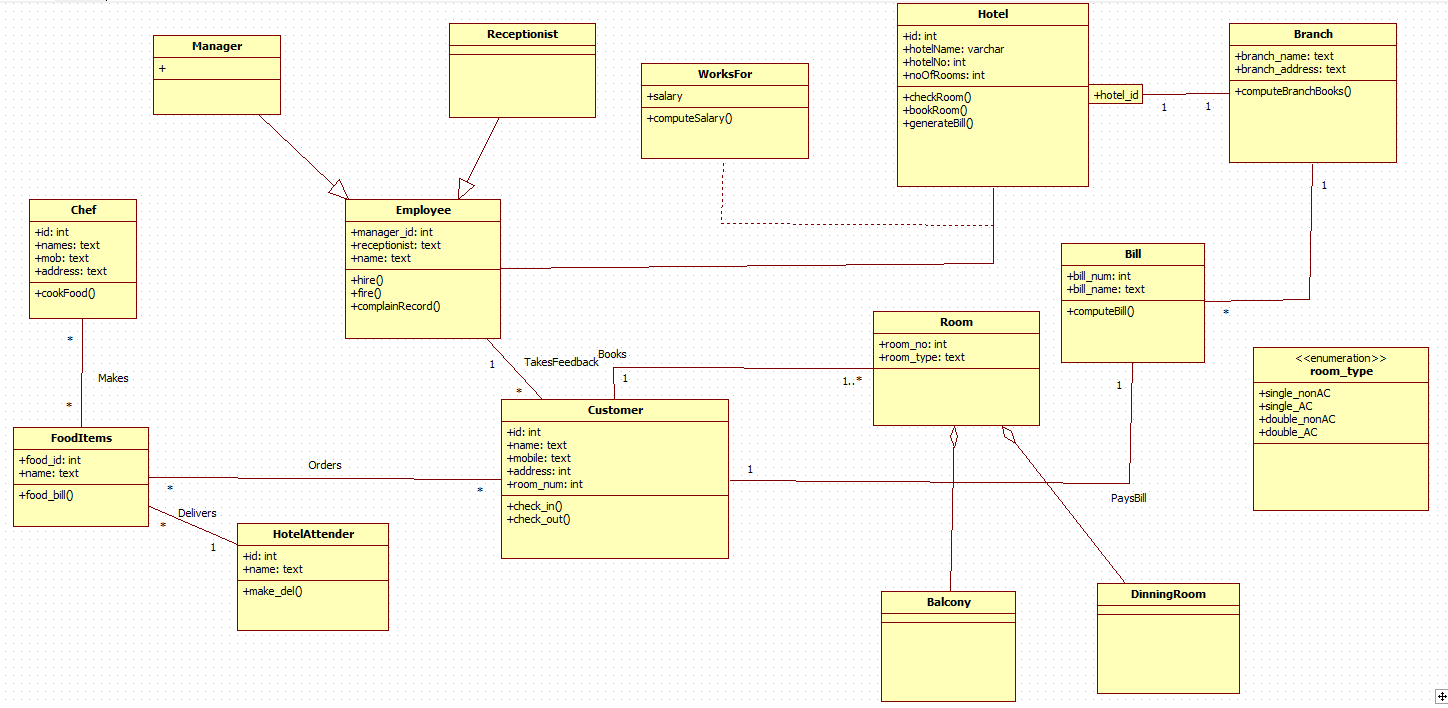 Manager
+
Receptionist
WorksFor
+salary
+computeSalary()
Hotel
+id: int
+hotelName: varchar
+hotelNo: int
+noOfRooms: int
+checkRoom()
+bookRoom()
+generateBill()
+hotel_id
1
1
Branch
+branch_name: text
+branch_address: text
+computeBranchBooks()
1
Chef
+id: int
+names: text
+mob: text
+address: text
+cookFood()
*
Makes
*
Employee
+manager_id: int
+receptionist: text
+name: text
+hire()
+fire()
+complainRecord()
1
TakesFeedback
*
Books
1
1..*
Room
+room_no: int
+room_type: text
Bill
+bill_num: int
+bill_name: text
+computeBill()
*
1
<<enumeration>>
room_type
+single_nonAC
+single_AC
+double_nonAC
+double_AC
FoodItems
+food_id: int
+name: text
+food_bill()
Orders
*
*
Delivers
*
1
HotelAttender
+id: int
+name: text
+make_del()
Customer
+id: int
+name: text
+mobile: text
+address: int
+room_num: int
+check_in()
+check_out()
1
PaysBill
Balcony
DinningRoom